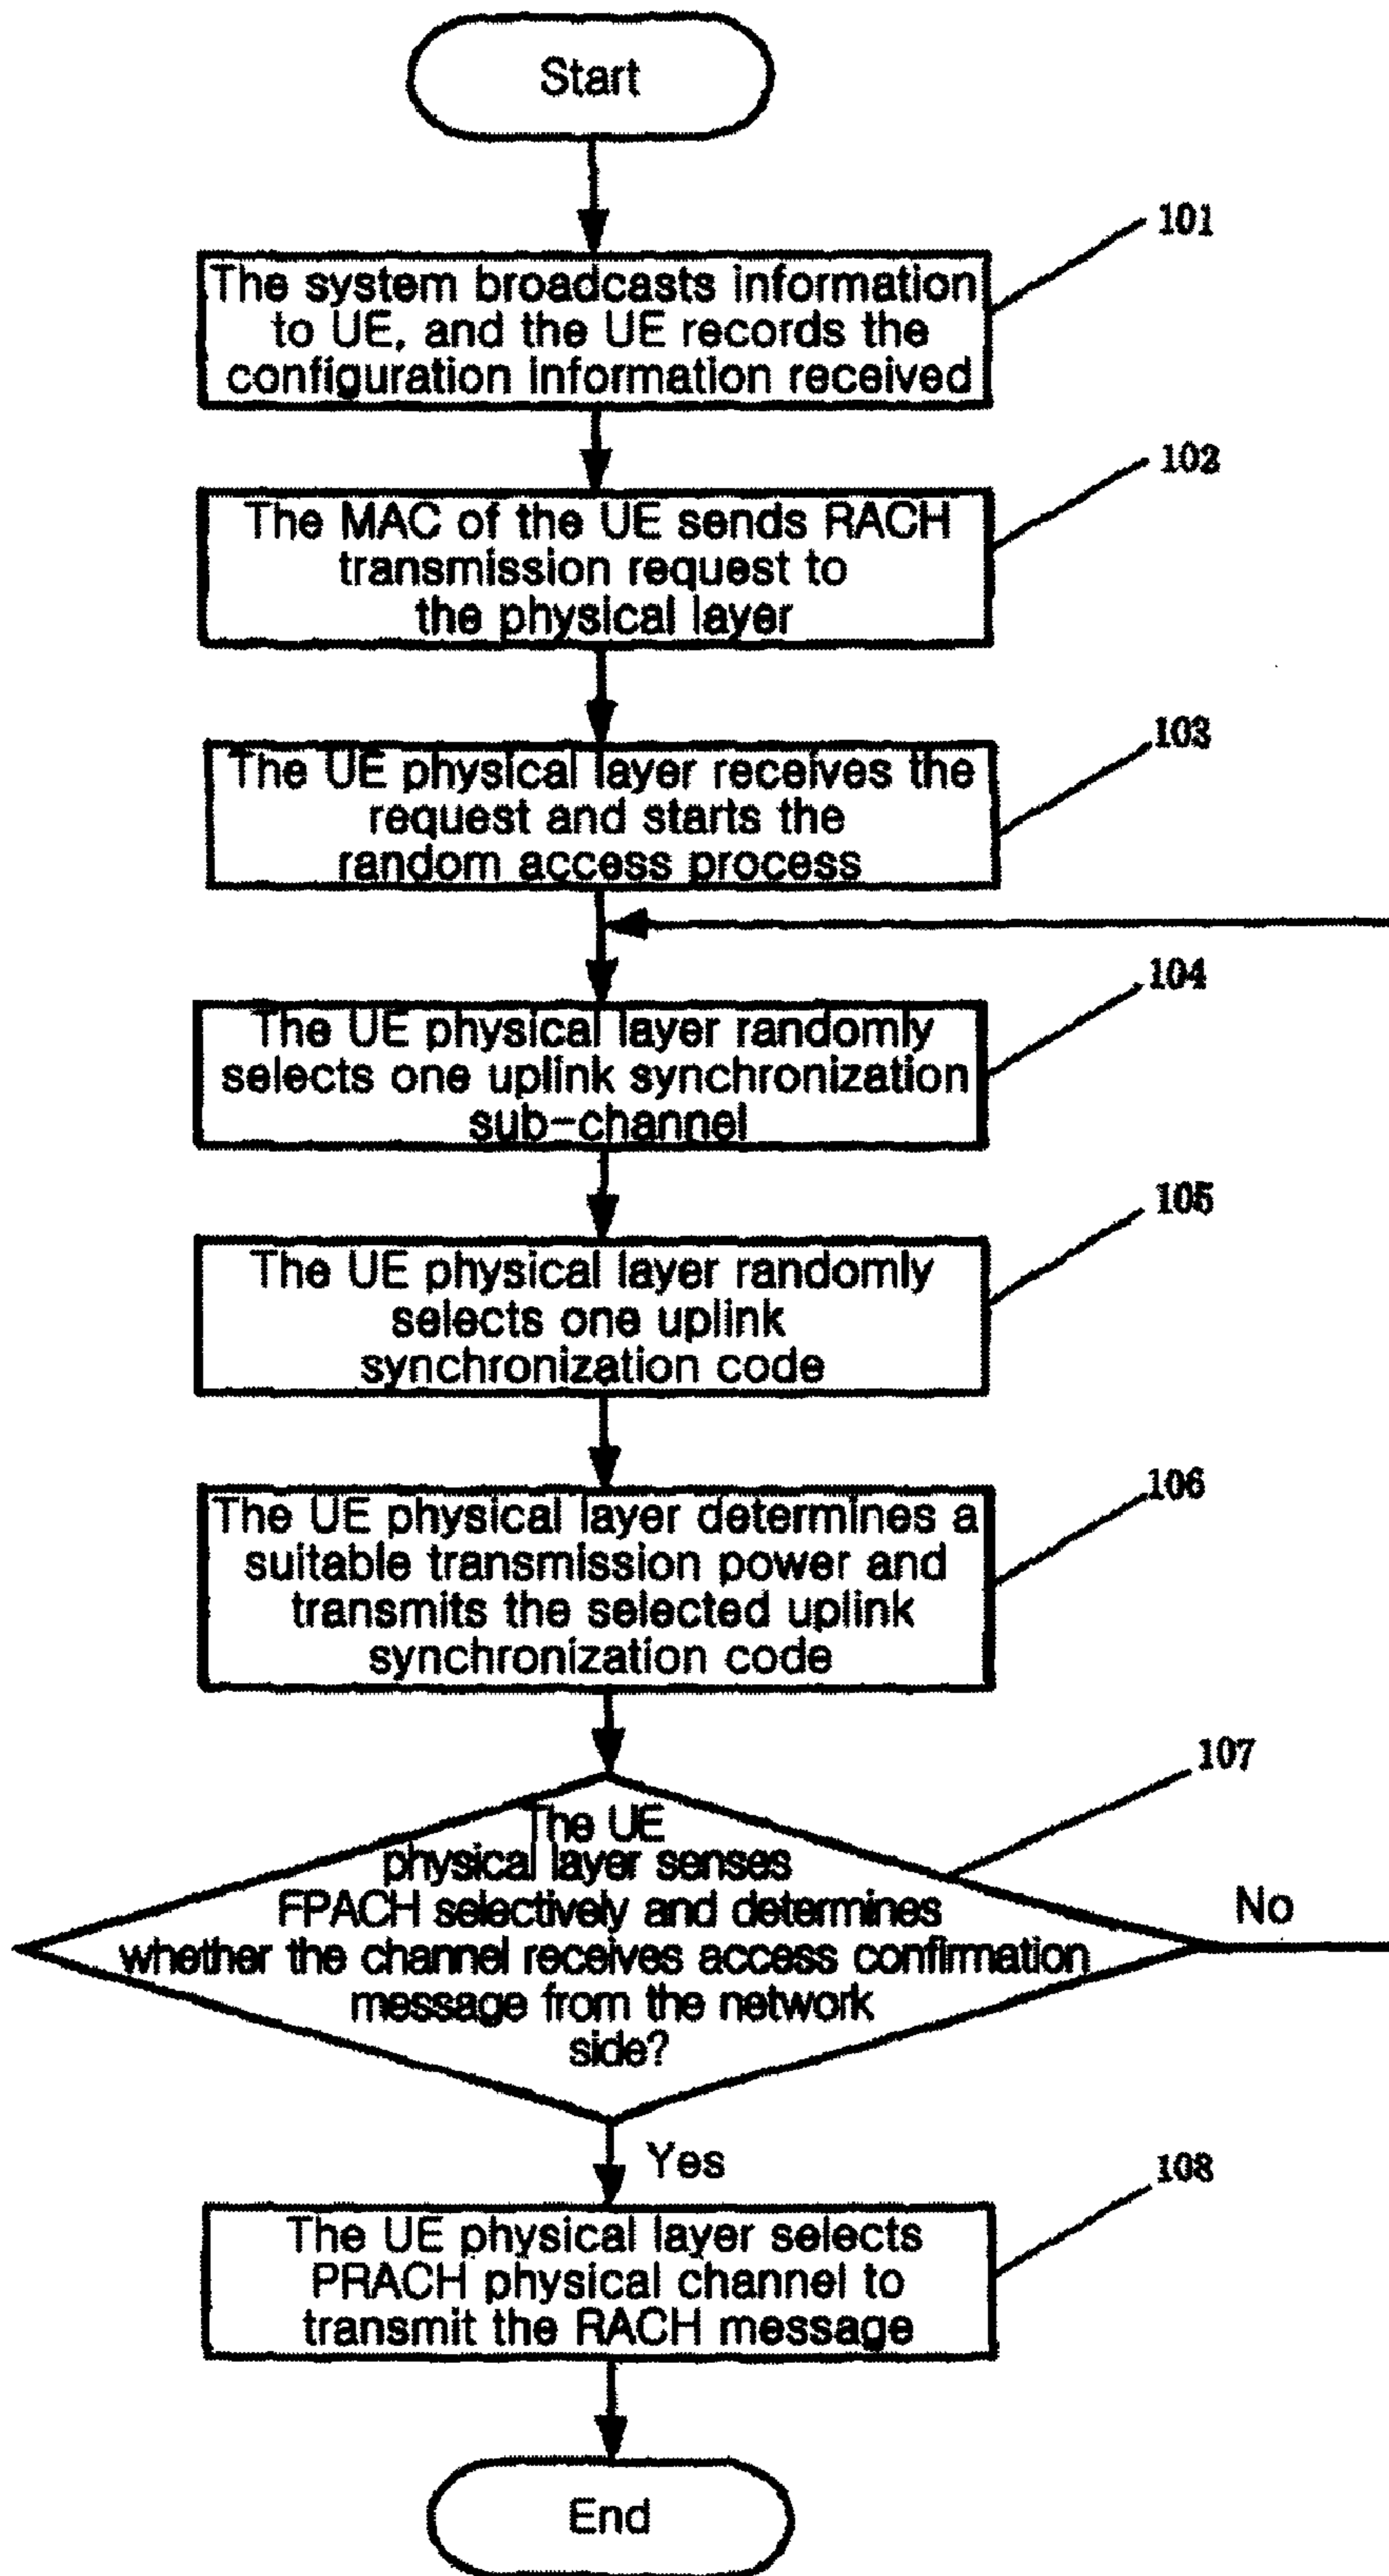 Start
101
The system broadcasts information
to UE, and the UE records the
configuration information received
102
The MAC of the UE sends RACH
transmission request to
the physical layer
103
The UE physical layer receives the
request and starts the
random access process
104
The UE physical layer randomly
selects one uplink synchronization
sub-channel
105
The UE physical layer randomly
selects one uplink
synchronization code
106
The UE physical layer determines a
suitable transmission power and
transmits the selected uplink
synchronization code
107
The UE
physical layer senses
FPACH selectively and determines
whether the channel receives access confirmation
message from the network
side?
No
Yes
108
The UE physical layer selects
PRACH physical channel to
transmit the RACH message
End